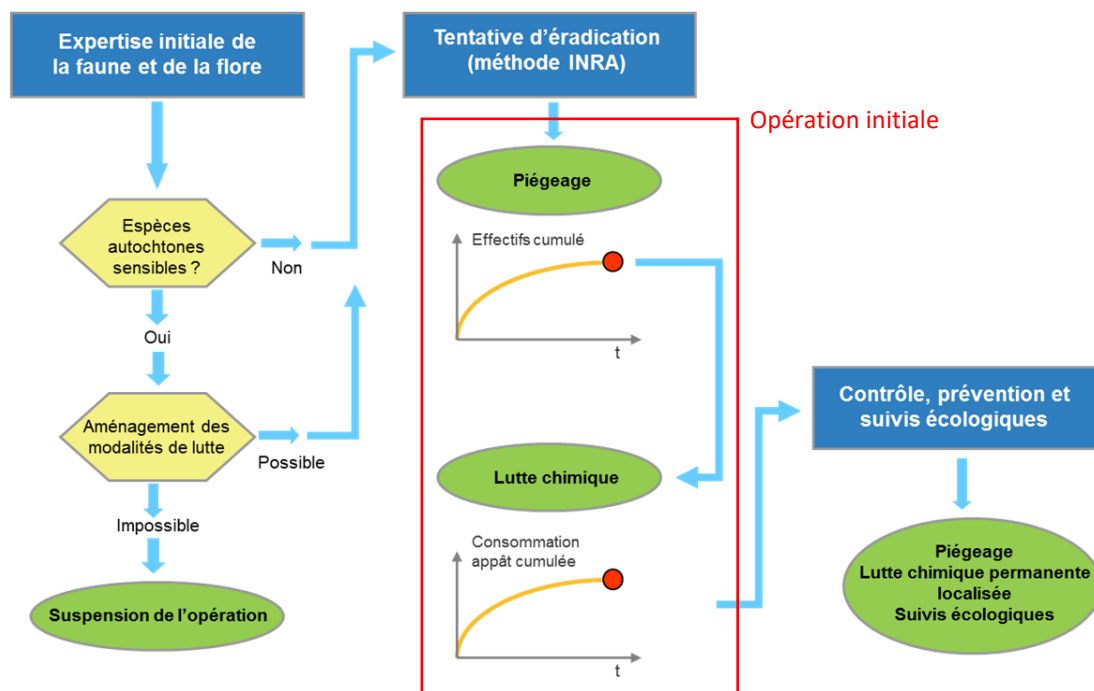 Expertise initiale de
la faune et de la flore
Tentative d'éradication
(méthode INRA)
Opération initiale
Piégeage
Espèces
autochtones
sensibles ?
Non
Effectifs cumulé
t
Oui
Aménagement des
modalités de lutte
Possible
Impossible
Suspension de l'opération
Lutte chimique
Consommation
appât cumulée
t
Contrôle, prévention et
suivis écologiques
Piégeage
Lutte chimique permanente
localisée
Suivis écologiques